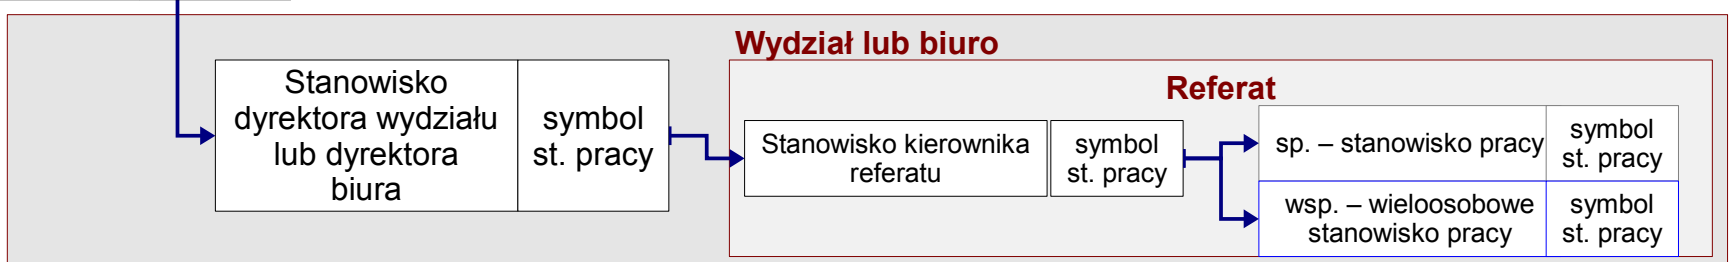 Wydział lub biuro
Stanowisko
dyrektora wydziału
lub dyrektora
biura
symbol
st. pracy
Referat
Stanowisko kierownika
referatu
symbol
st. pracy
sp. – stanowisko pracy
symbol
st. pracy
wsp. – wieloosobowe
stanowisko pracy
symbol
st. pracy